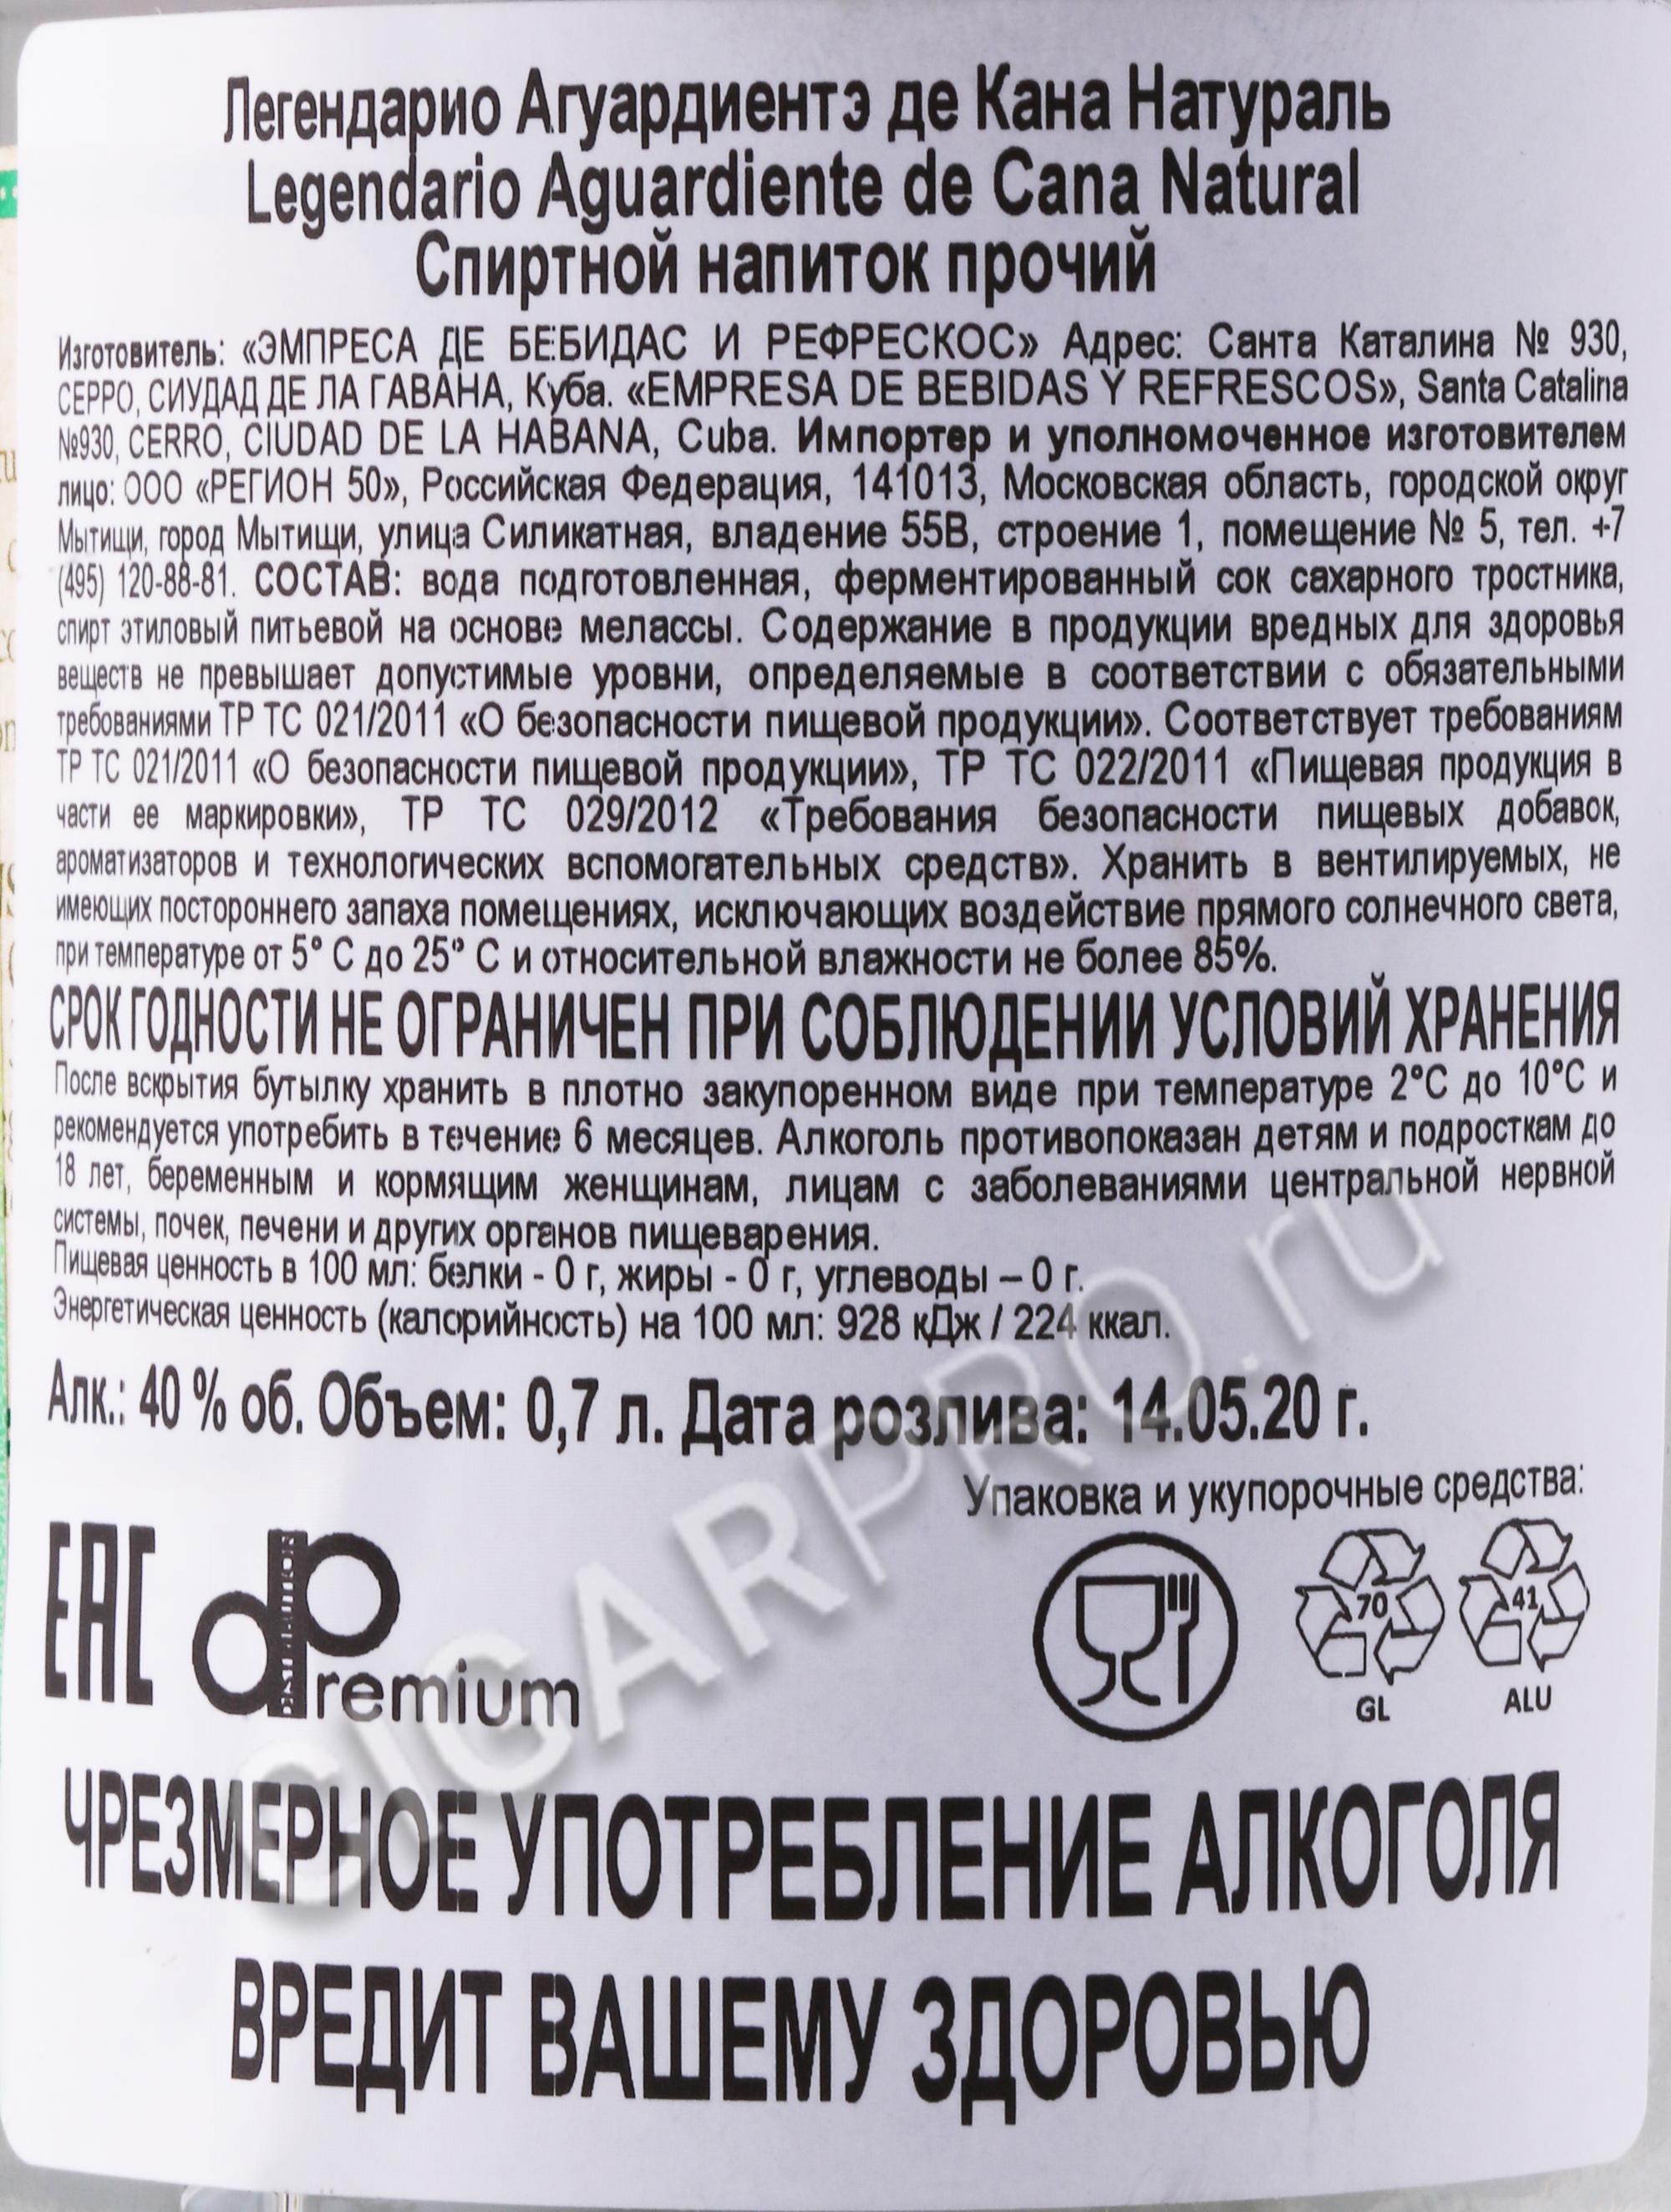 Легендарио Агуардиентэ де Кана Натураль
Legendario Aguardiente de Cana Natural
Спиртной напиток прочий
Изготовитель: «ЭМПРЕСА ДЕ БЕБИДАС И РЕФРЕСКОС» Адрес: Санта Каталина № 930,
СЕРРО, СИУДАД ДЕ ЛА ГАВАНА, Куба. «EMPRESA DE BEBIDAS Y REFRESCOS», Santa Catalina
№930, CERRO, CIUDAD DE LA HABANA, Cuba. Импортер и уполномоченное изготовителем
лицо: ООО «РЕГИОН 50», Российская Федерация, 141013, Московская область, городской округ
Мытищи, город Мытищи, улица Силикатная, владение 55В, строение 1, помещение № 5, тел. +7
(495) 120-88-81. СОСТАВ: вода подготовленная, ферментированный сок сахарного тростника,
спирт этиловый питьевой на основе мелассы. Содержание в продукции вредных для здоровья
веществ не превышает допустимые уровни, определяемые в соответствии с обязательными
требованиями ТР ТС 021/2011 «О безопасности пищевой продукции». Соответствует требованиям
ТР ТС 021/2011 «О безопасности пищевой продукции», ТР ТС 022/2011 «Пищевая продукция в
части ее маркировки», ТР ТС 029/2012 «Требования безопасности пищевых добавок,
ароматизаторов и технологических вспомогательных средств». Хранить в вентилируемых, не
имеющих постороннего запаха помещениях, исключающих воздействие прямого солнечного света,
при температуре от 5° С до 25° С и относительной влажности не более 85%.
СРОК ГОДНОСТИ НЕ ОГРАНИЧЕН ПРИ СОБЛЮДЕНИИ УСЛОВИЙ ХРАНЕНИЯ
После вскрытия бутылку хранить в плотно закупоренном виде при температуре 2°С до 10°С и
рекомендуется употребить в течение 6 месяцев. Алкоголь противопоказан детям и подросткам до
18 лет, беременным и кормящим женщинам, лицам с заболеваниями центральной нервной
системы, почек, печени и других органов пищеварения.
Пищевая ценность в 100 мл: белки - 0 г, жиры - 0 г, углеводы – 0 г.
Энергетическая ценность (калорийность) на 100 мл: 928 кДж / 224 ккал.
Алк.: 40 % об. Объем: 0,7 л. Дата розлива: 14.05.20 г.
Упаковка и укупорочные средства:
EAC
dPremium
DISTRIBUTION
70
GL
41
ALU
ЧРЕЗМЕРНОЕ УПОТРЕБЛЕНИЕ АЛКОГОЛЯ
ВРЕДИТ ВАШЕМУ ЗДОРОВЬЮ
CIGARPRO.ru